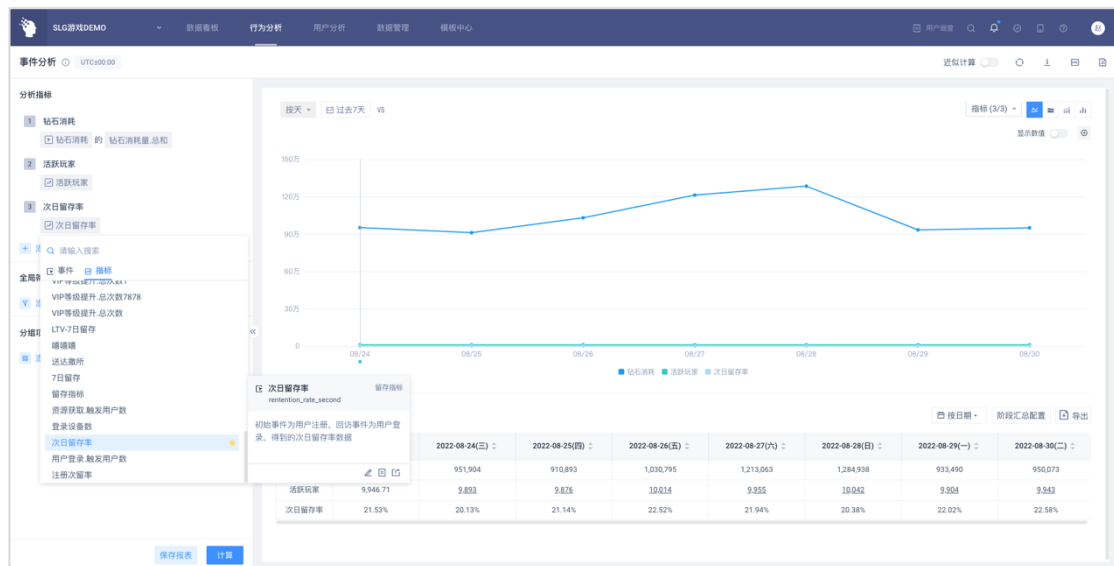 SLG游戏DEMO 数据看板 行为分析 用户分析 数据管理 模板中心 用户运营
事件分析 UTC±00:00 近似计算
分析指标
1 钻石消耗
钻石消耗 的 钻石消耗量.总和
2 活跃玩家
活跃玩家
3 次日留存率
次日留存率
请输入搜索
事件 指标
VIP等级提升.总次数7878
VIP等级提升.总次数
LTV-7日留存
嘻嘻嘻
送达撒所
7日留存
留存指标
资源获取.触发用户数
登录设备数
次日留存率
用户登录.触发用户数
注册次留率
全局筛
分组项
保存报表 计算
次日留存率 留存指标
rentention_rate_second
初始事件为用户注册，回访事件为用户登
录，得到的次日留存率数据
按天 过去7天 VS 指标 (3/3)
显示数值
150万
120万
90万
60万
30万
0
08/24 08/25 08/26 08/27 08/28 08/29 08/30
钻石消耗 活跃玩家 次日留存率
按日期 阶段汇总配置 导出
2022-08-24(三) 2022-08-25(四) 2022-08-26(五) 2022-08-27(六) 2022-08-28(日) 2022-08-29(一) 2022-08-30(二)
951,904 910,893 1,030,795 1,213,063 1,284,938 933,490 950,073
活跃玩家 9,946.71 9,893 9,876 10,014 9,955 10,042 9,904 9,943
次日留存率 21.53% 20.13% 21.14% 22.52% 21.94% 20.38% 22.02% 22.58%